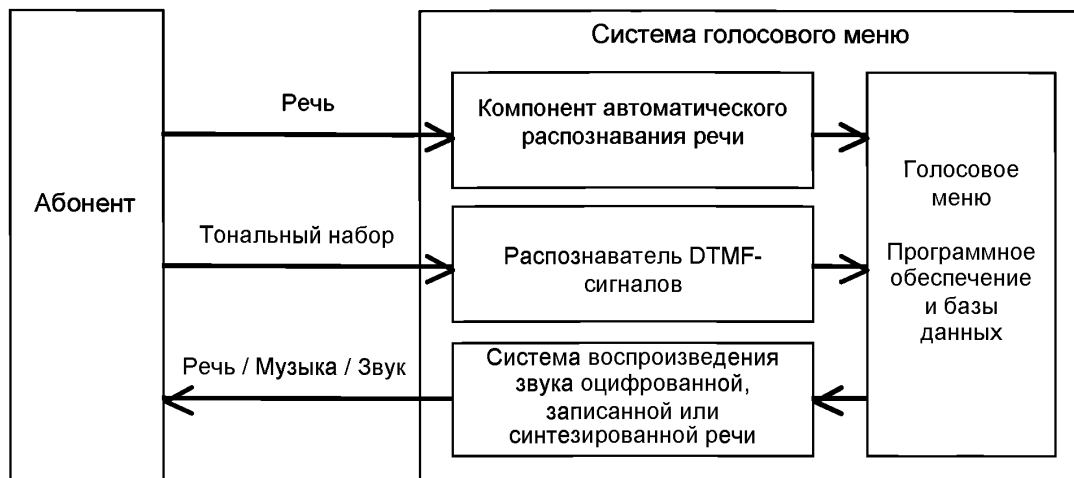 Система голосового меню
Абонент
Речь
Компонент автоматического
распознавания речи
Тональный набор
Распознаватель DTMF-
сигналов
Речь / Музыка / Звук
Система воспроизведения
звука оцифрованной,
записанной или
синтезированной речи
Голосовое
меню
Программное
обеспечение
и базы
данных